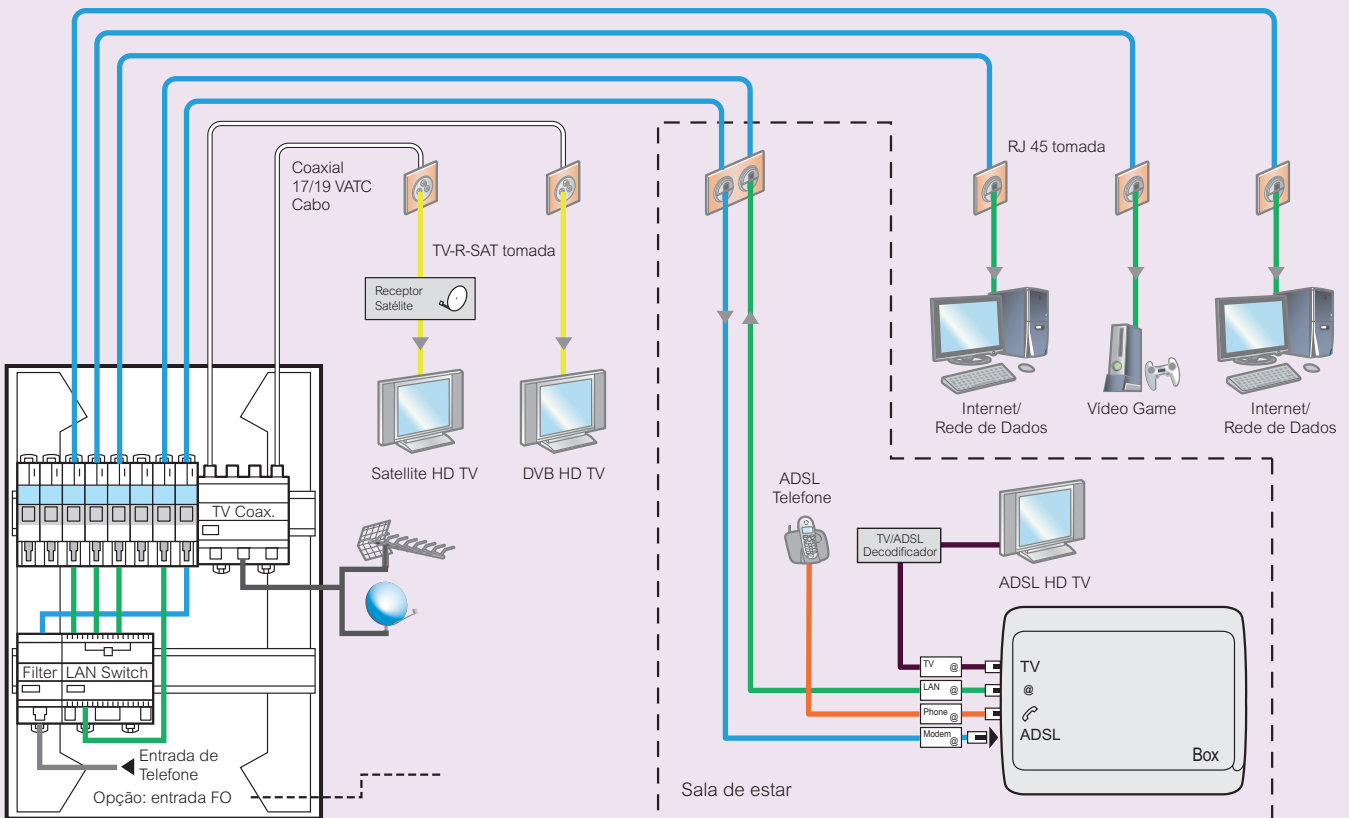 RJ 45 tomada
Coaxial
17/19 VATC
Cabo
TV-R-SAT tomada
Receptor
Satélite
Satellite HD TV
DVB HD TV
Internet/
Rede de Dados
Vídeo Game
Internet/
Rede de Dados
TV Coax.
Filter
LAN Switch
Entrada de
Telefone
Opção: entrada FO
ADSL
Telefone
TV/ADSL
Decodificador
ADSL HD TV
TV @
LAN @
Phone @
Modem @
TV
@
ADSL
Box
Sala de estar